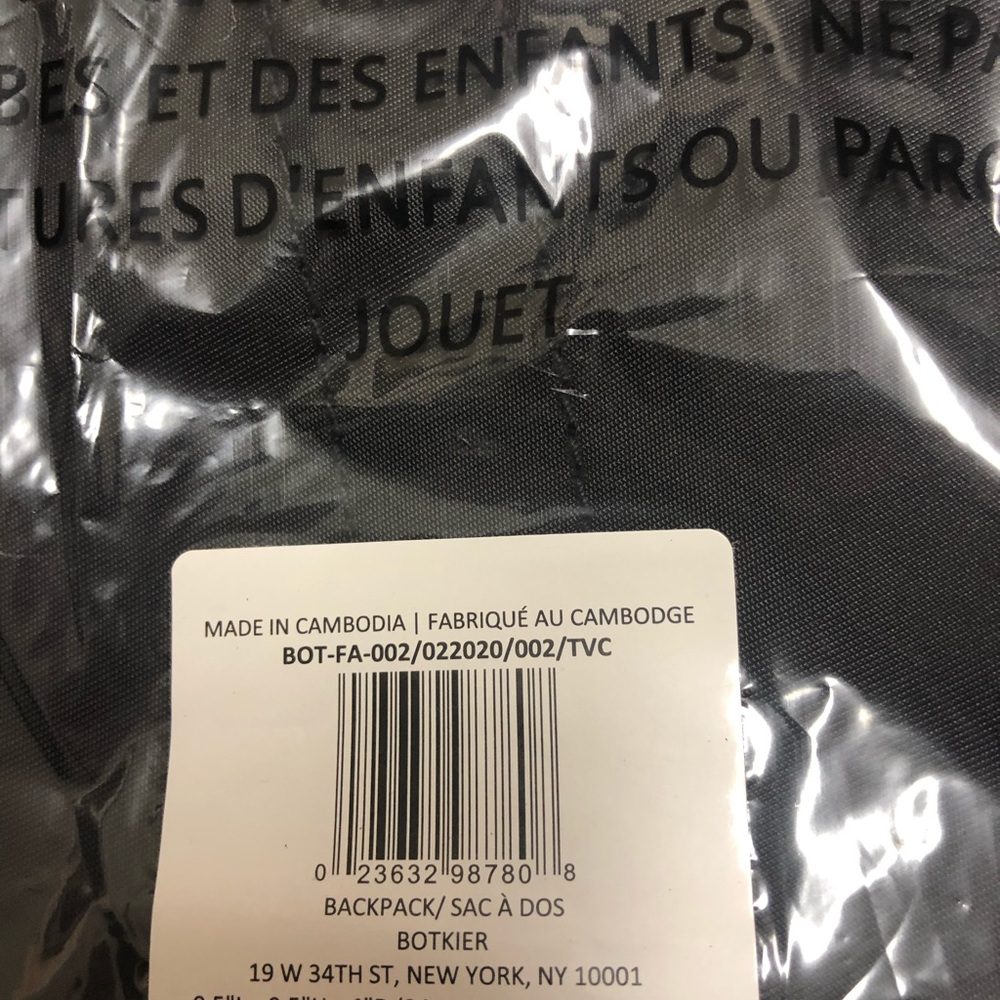 BES ET DES ENFANTS. NE
TURES D'ENFANTS OU PARC
JOUET
MADE IN CAMBODIA | FABRIQUÉ AU CAMBODGE
BOT-FA-002/022020/002/TVC
0 23632 98780 8
BACKPACK/ SAC À DOS
BOTKIER
19 W 34TH ST, NEW YORK, NY 10001